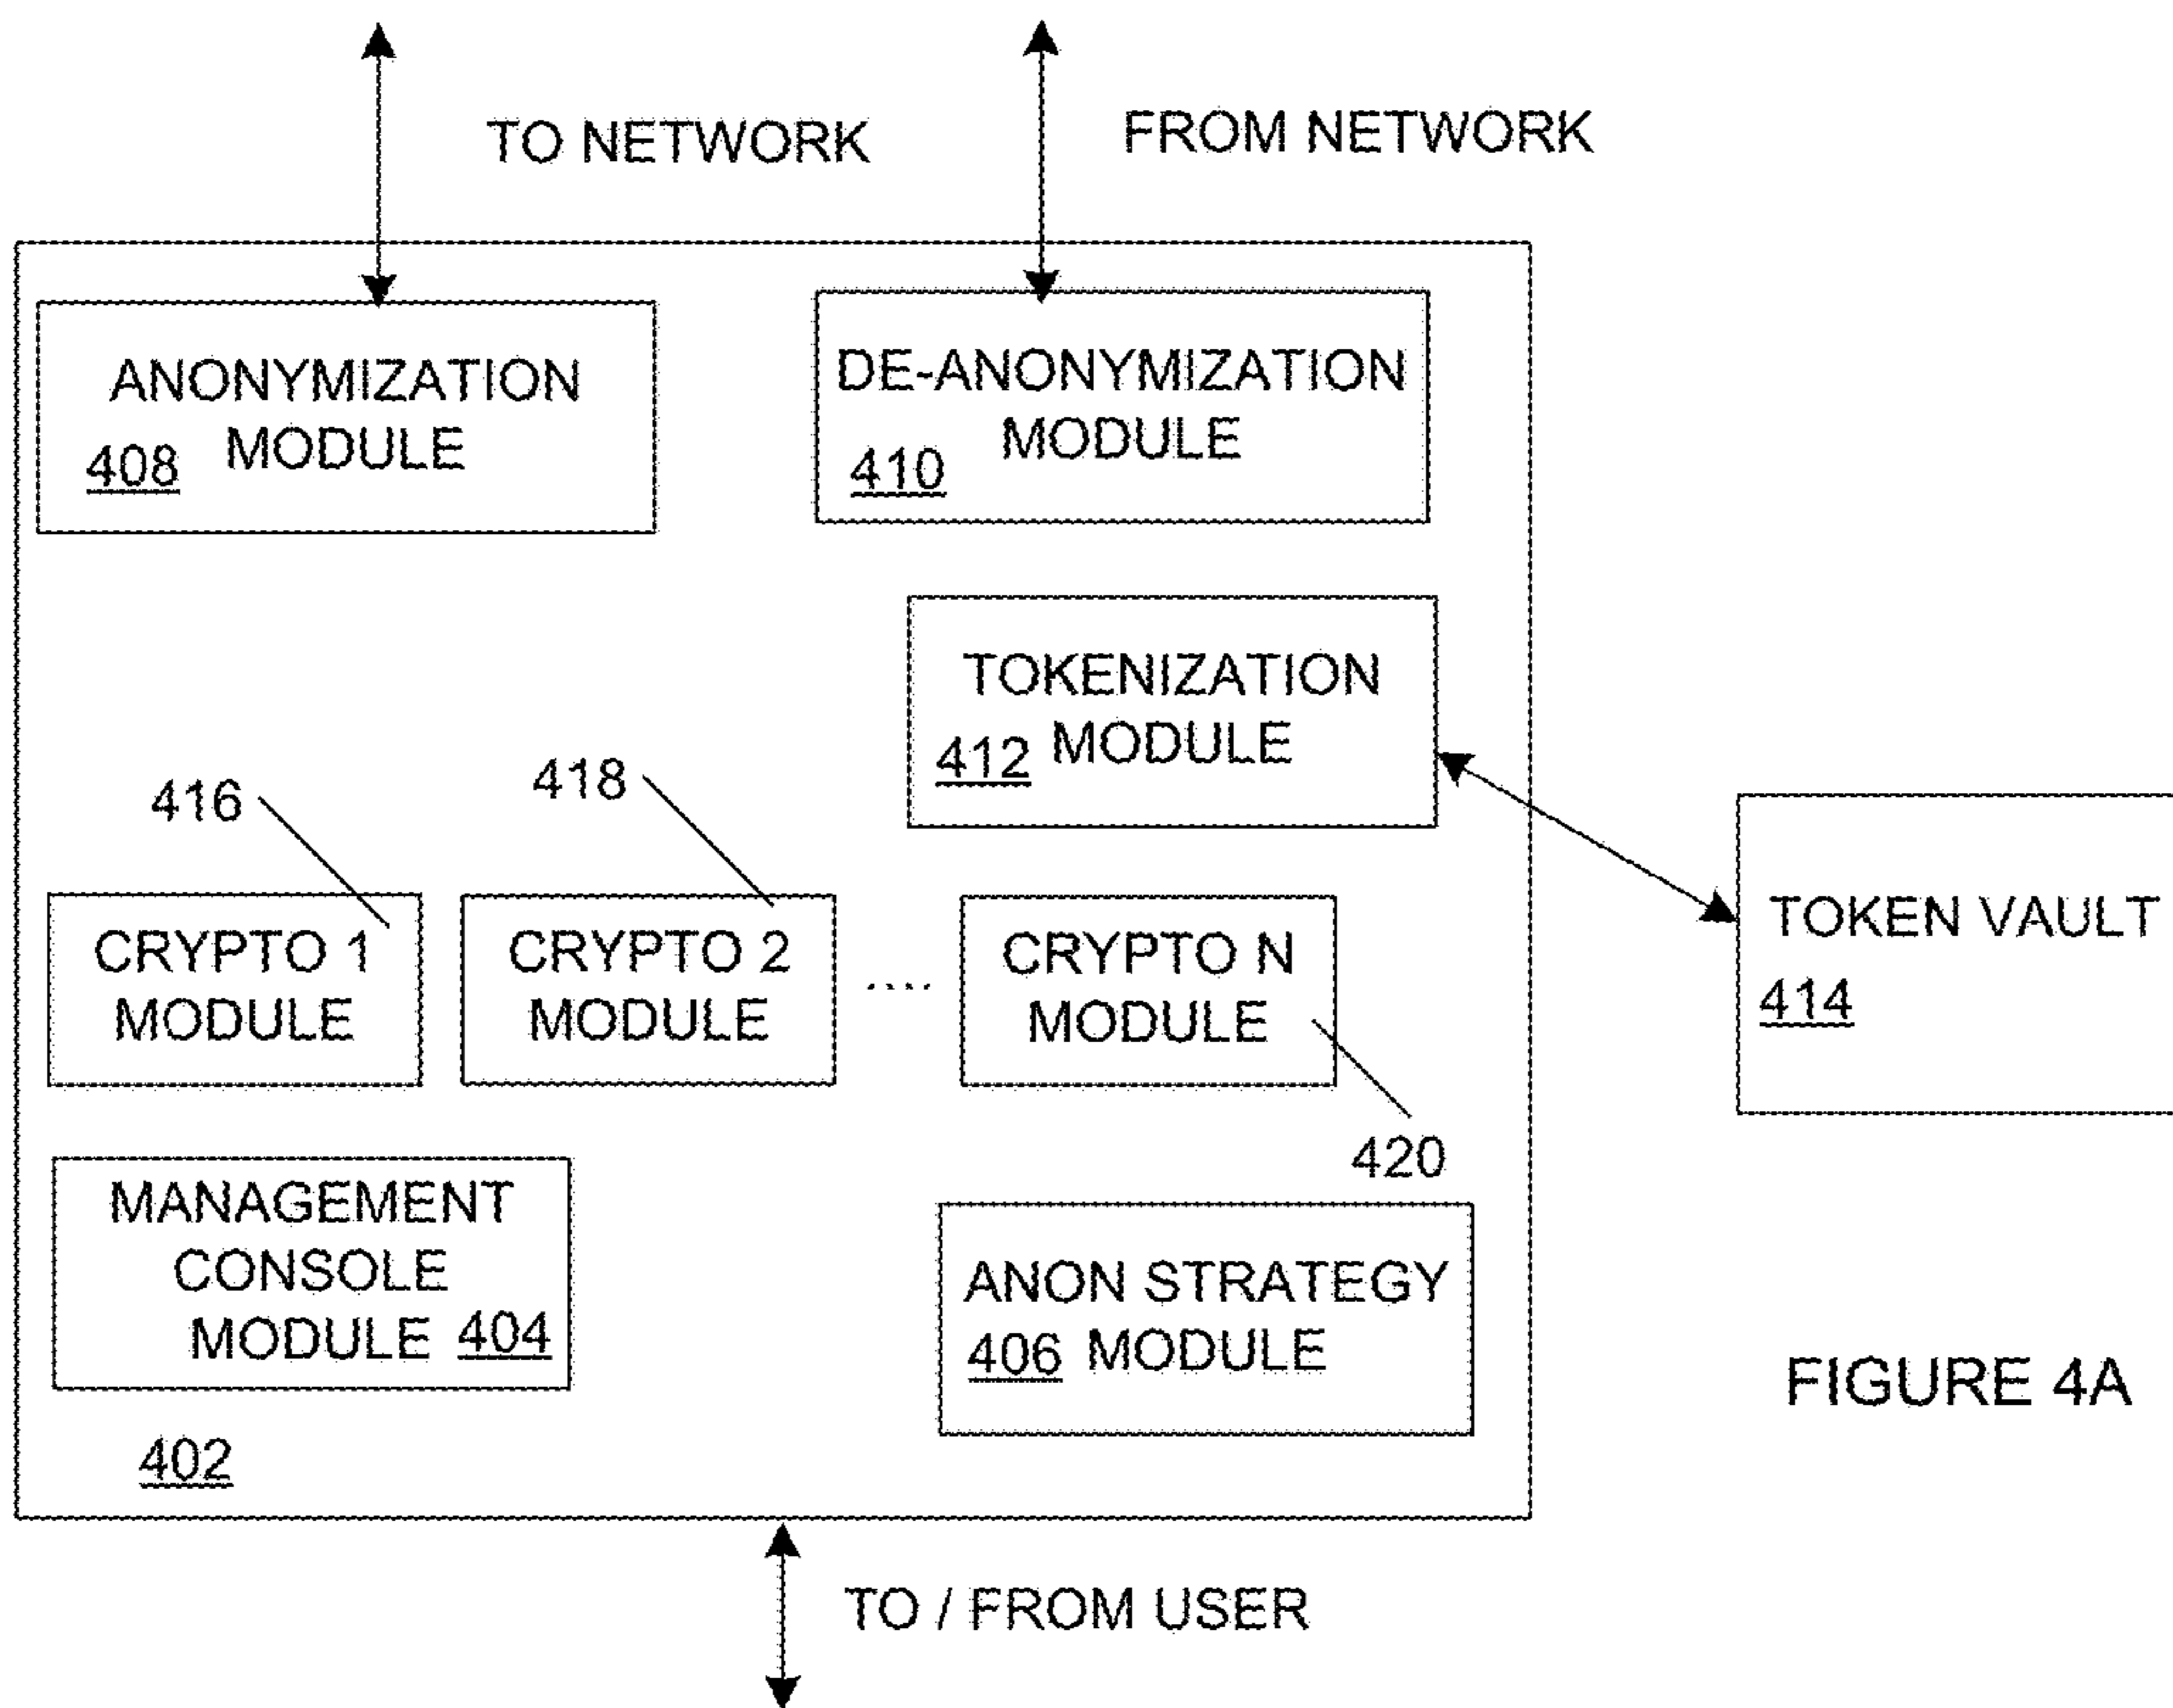 TO NETWORK
FROM NETWORK
ANONYMIZATION
408 MODULE
DE-ANONYMIZATION
MODULE
410
TOKENIZATION
MODULE
412
416
418
CRYPTO 1
MODULE
CRYPTO 2
MODULE
....
CRYPTO N
MODULE
420
TOKEN VAULT
414
MANAGEMENT
CONSOLE
MODULE 404
ANON STRATEGY
406 MODULE
402
FIGURE 4A
TO / FROM USER